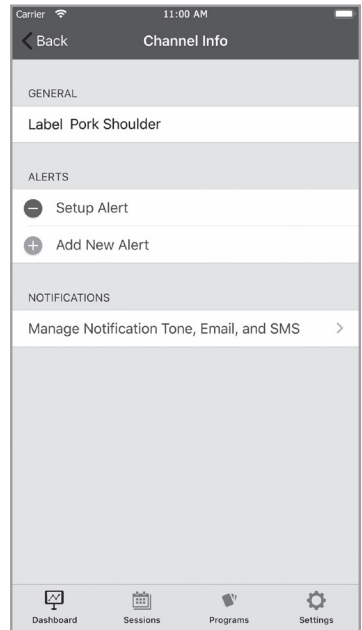 Carrier 11:00 AM
Back Channel Info
GENERAL
Label Pork Shoulder
ALERTS
Setup Alert
Add New Alert
NOTIFICATIONS
Manage Notification Tone, Email, and SMS
Dashboard Sessions Programs Settings